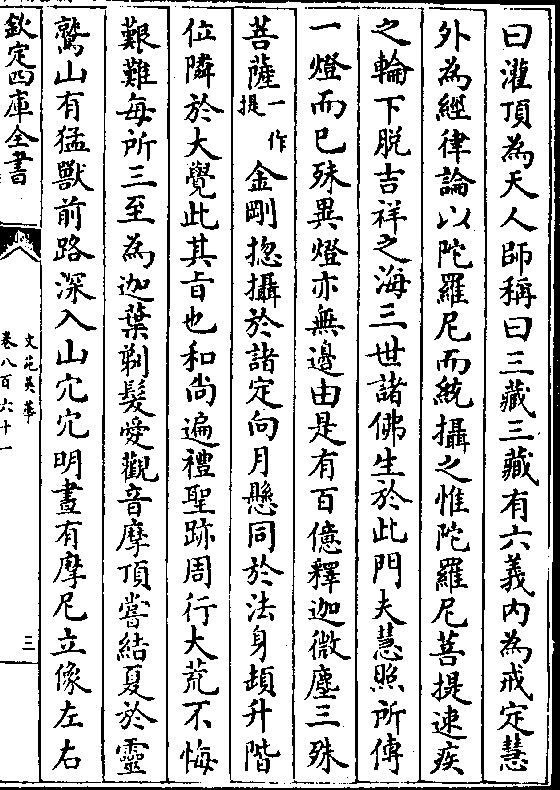 曰灌頂為天人師稱曰三藏三藏有六義内為戒定慧
外為經律論以陀羅尼而統攝之惟陀羅尼菩提速疾
之輪下脱吉祥之海三世諸佛生於此門夫慧照所傳
一燈而已殊異燈亦無邉由是有百億釋迦微塵三殊
菩薩一作提金剛揔攝於諸定向月懸同於法身頓升階
位隣於大覺此其㫖也和尚遍禮聖跡周行大荒不悔
艱難每所三至為迦葉剃髮受觀音摩頂嘗結夏於靈
鷲山有猛獸前路深入山穴穴明晝有摩尼立像左右
欽定四庫全書
文苑英華
卷八百六十一
三